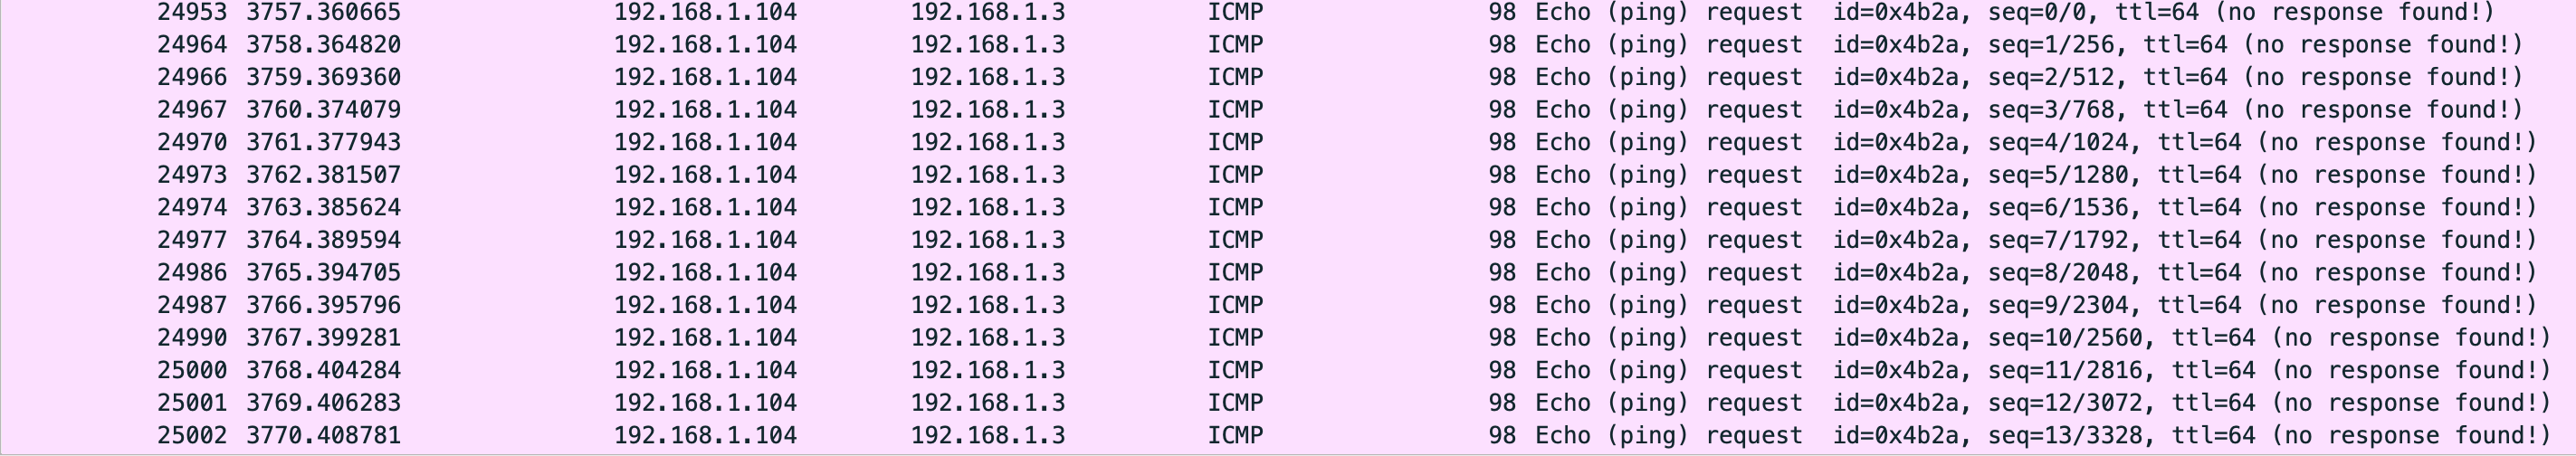 24953 3757.360665 192.168.1.104 192.168.1.3 ICMP 98 Echo (ping) request id=0x4b2a, seq=0/0, ttl=64 (no response found!)
24964 3758.364820 192.168.1.104 192.168.1.3 ICMP 98 Echo (ping) request id=0x4b2a, seq=1/256, ttl=64 (no response found!)
24966 3759.369360 192.168.1.104 192.168.1.3 ICMP 98 Echo (ping) request id=0x4b2a, seq=2/512, ttl=64 (no response found!)
24967 3760.374079 192.168.1.104 192.168.1.3 ICMP 98 Echo (ping) request id=0x4b2a, seq=3/768, ttl=64 (no response found!)
24970 3761.377943 192.168.1.104 192.168.1.3 ICMP 98 Echo (ping) request id=0x4b2a, seq=4/1024, ttl=64 (no response found!)
24973 3762.381507 192.168.1.104 192.168.1.3 ICMP 98 Echo (ping) request id=0x4b2a, seq=5/1280, ttl=64 (no response found!)
24974 3763.385624 192.168.1.104 192.168.1.3 ICMP 98 Echo (ping) request id=0x4b2a, seq=6/1536, ttl=64 (no response found!)
24977 3764.389594 192.168.1.104 192.168.1.3 ICMP 98 Echo (ping) request id=0x4b2a, seq=7/1792, ttl=64 (no response found!)
24986 3765.394705 192.168.1.104 192.168.1.3 ICMP 98 Echo (ping) request id=0x4b2a, seq=8/2048, ttl=64 (no response found!)
24987 3766.395796 192.168.1.104 192.168.1.3 ICMP 98 Echo (ping) request id=0x4b2a, seq=9/2304, ttl=64 (no response found!)
24990 3767.399281 192.168.1.104 192.168.1.3 ICMP 98 Echo (ping) request id=0x4b2a, seq=10/2560, ttl=64 (no response found!)
25000 3768.404284 192.168.1.104 192.168.1.3 ICMP 98 Echo (ping) request id=0x4b2a, seq=11/2816, ttl=64 (no response found!)
25001 3769.406283 192.168.1.104 192.168.1.3 ICMP 98 Echo (ping) request id=0x4b2a, seq=12/3072, ttl=64 (no response found!)
25002 3770.408781 192.168.1.104 192.168.1.3 ICMP 98 Echo (ping) request id=0x4b2a, seq=13/3328, ttl=64 (no response found!)